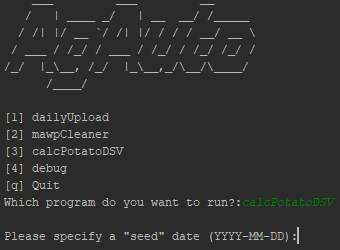 [1] dailyUpload
[2] mawpCleaner
[3] calcPotatoDSV
[4] debug
[q] Quit
Which program do you want to run?:calcPotatoDSV
Please specify a "seed" date (YYYY-MM-DD):